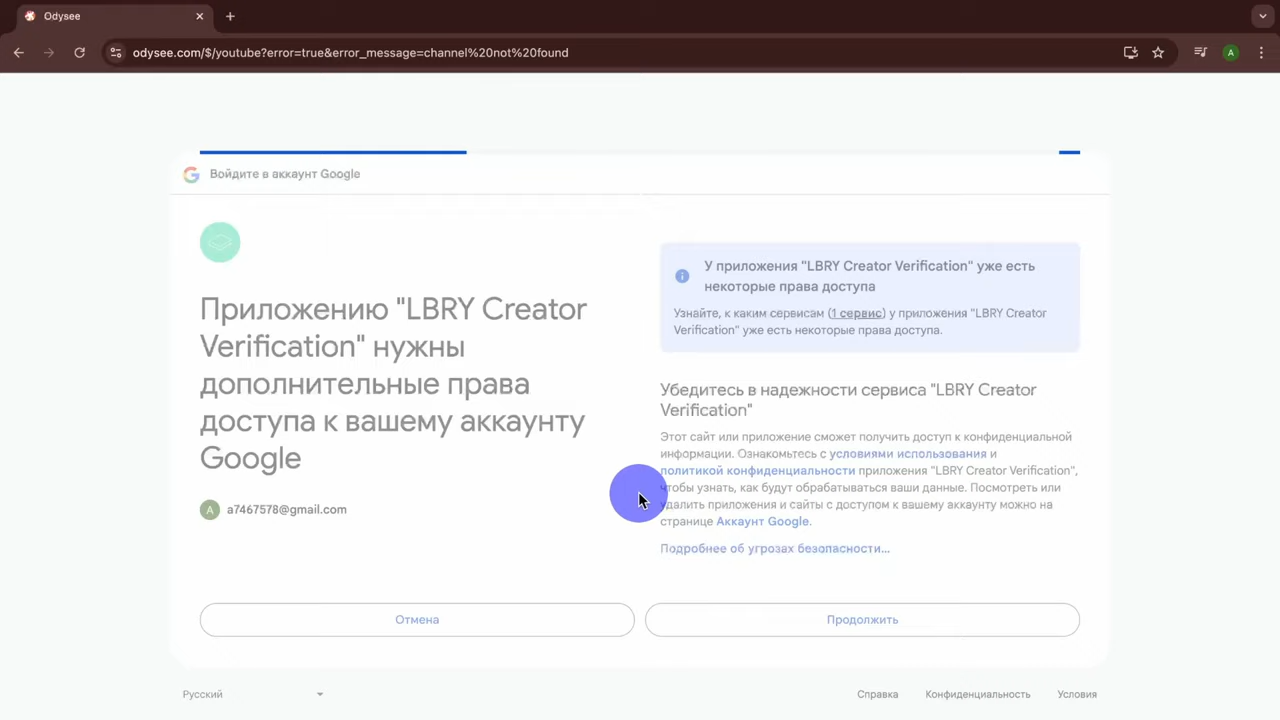 Odysee
odysee.com/$/youtube?error=true&error_message=channel%20not%20found
A
Войдите в аккаунт Google
Приложению "LBRY Creator
Verification" нужны
дополнительные права
доступа к вашему аккаунту
Google
A a7467578@gmail.com
У приложения "LBRY Creator Verification" уже есть
некоторые права доступа
Узнайте, к каким сервисам (1 сервис) у приложения "LBRY Creator
Verification" уже есть некоторые права доступа.
Убедитесь в надежности сервиса "LBRY Creator
Verification"
Этот сайт или приложение сможет получить доступ к конфиденциальной
информации. Ознакомьтесь с условиями использования и
политикой конфиденциальности приложения "LBRY Creator Verification",
чтобы узнать, как будут обрабатываться ваши данные. Посмотреть или
удалить приложения и сайты с доступом к вашему аккаунту можно на
странице Аккаунт Google.
Подробнее об угрозах безопасности...
Отмена
Продолжить
Русский
Справка
Конфиденциальность
Условия